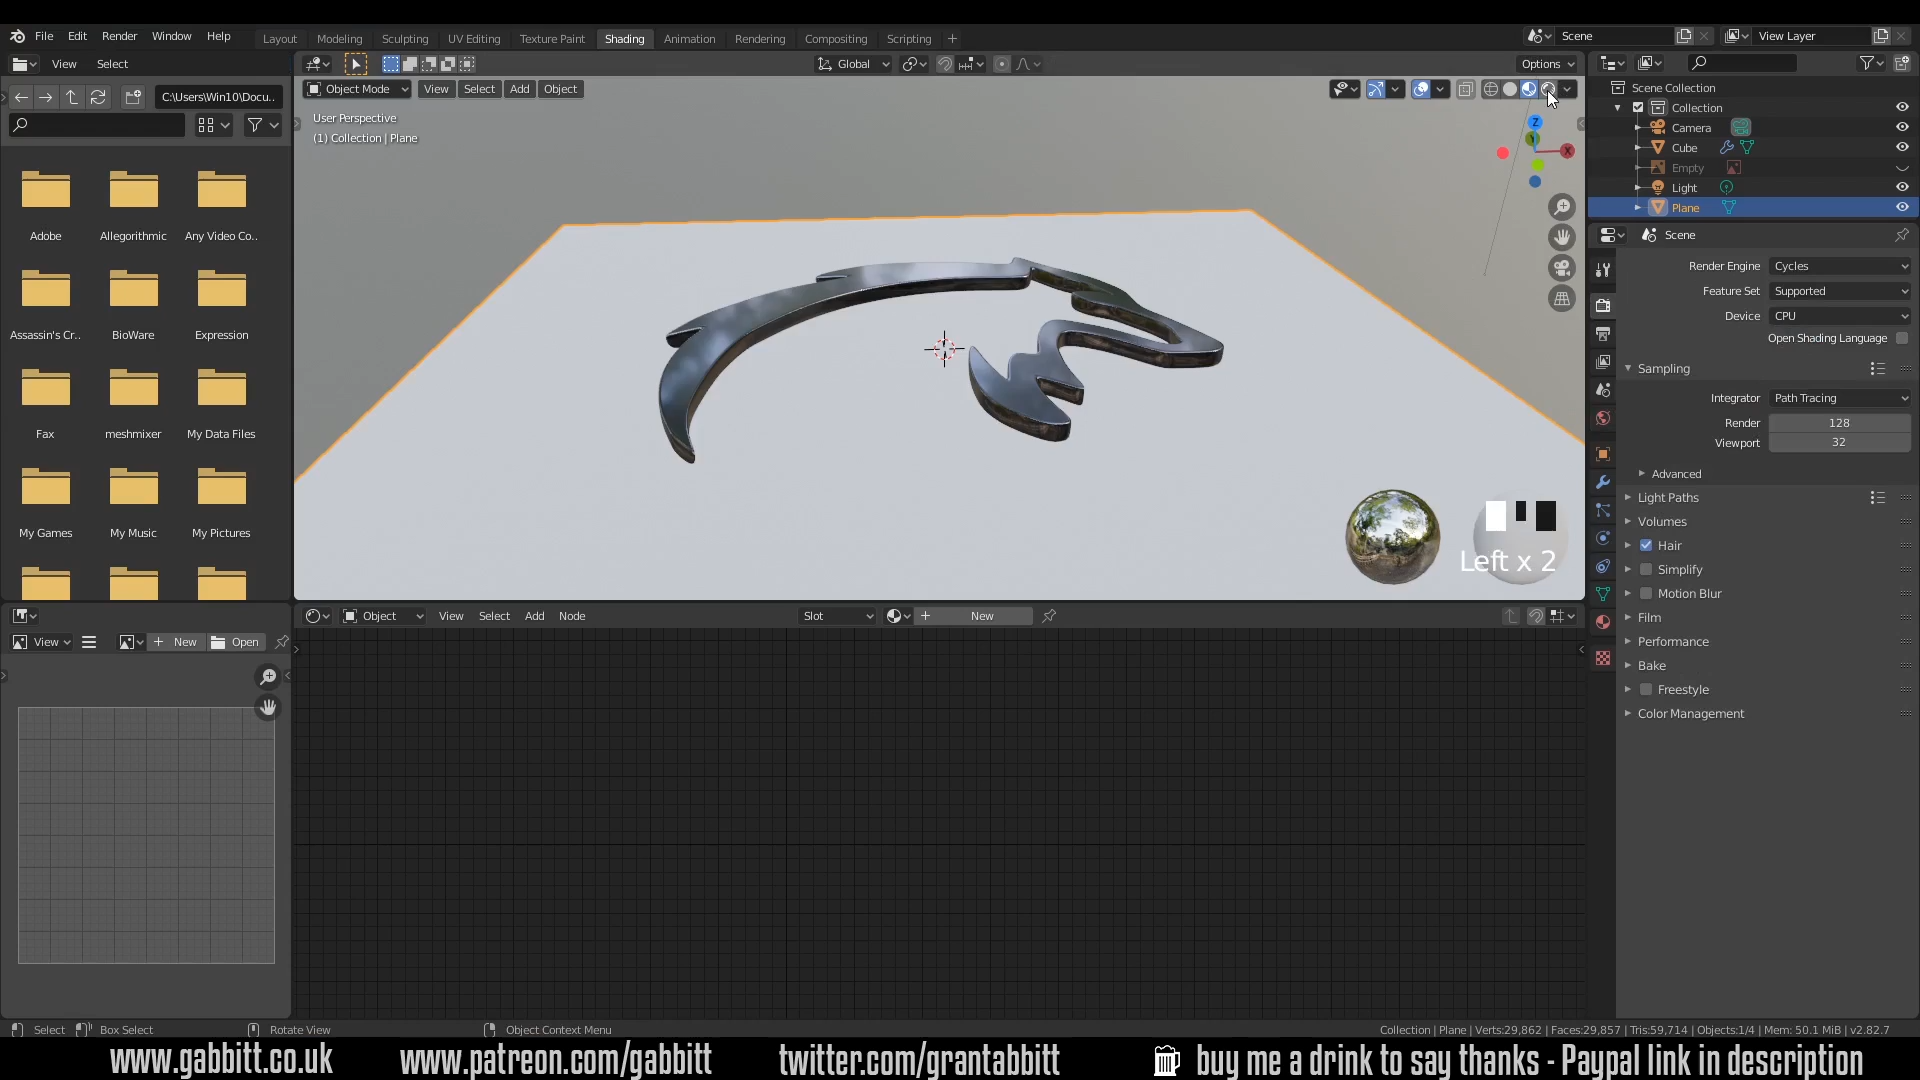 File Edit Render Window Help
Layout Modeling Sculpting UV Editing Texture Paint Shading Animation Rendering Compositing Scripting
Scene View Layer
View Select
Global Options
C:\Users\Win10\Docu..
Object Mode View Select Add Object
User Perspective
(1) Collection | Plane
Z
Y
X
Adobe Allegorithmic Any Video Co..
Assassin's Cr.. BioWare Expression
Fax meshmixer My Data Files
My Games My Music My Pictures
Left x 2
Scene Collection
Collection
Camera
Cube
Empty
Light
Plane
Scene
Render Engine Cycles
Feature Set Supported
Device CPU
Open Shading Language
Sampling
Integrator Path Tracing
Render 128
Viewport 32
Advanced
Light Paths
Volumes
Hair
Simplify
Motion Blur
Film
Performance
Bake
Freestyle
Color Management
Object View Select Add Node Slot New
View New Open
Select Box Select Rotate View Object Context Menu
Collection | Plane | Verts:29,862 | Faces:29,857 | Tris:59,714 | Objects:1/4 | Mem: 50.1 MiB | v2.82.7
www.gabbitt.co.uk www.patreon.com/gabbitt twitter.com/grantabbitt buy me a drink to say thanks - Paypal link in description